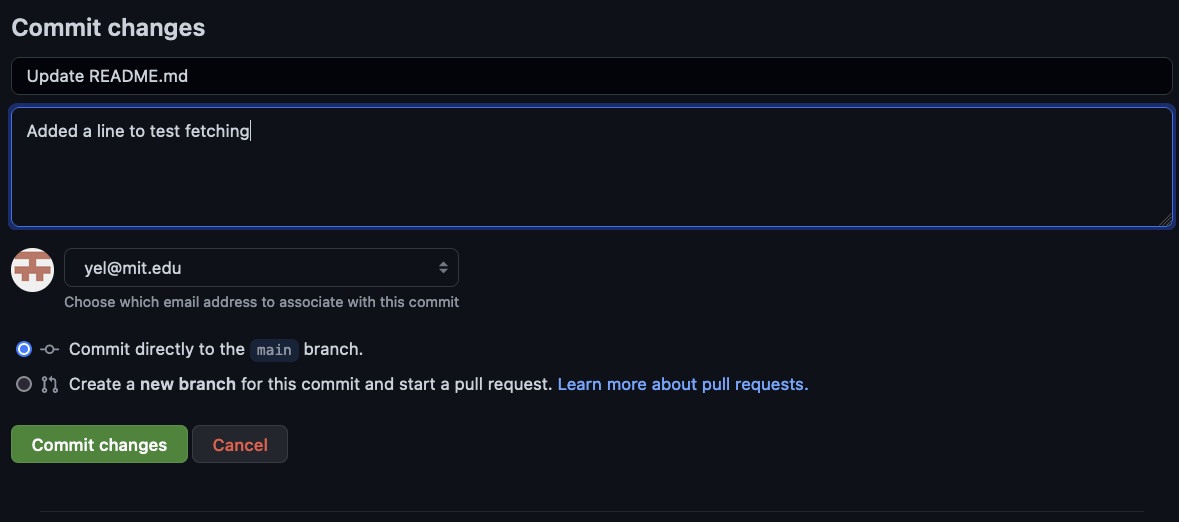 Commit changes
Update README.md
Added a line to test fetching
yel@mit.edu
Choose which email address to associate with this commit
Commit directly to the main branch.
Create a new branch for this commit and start a pull request. Learn more about pull requests.
Commit changes Cancel